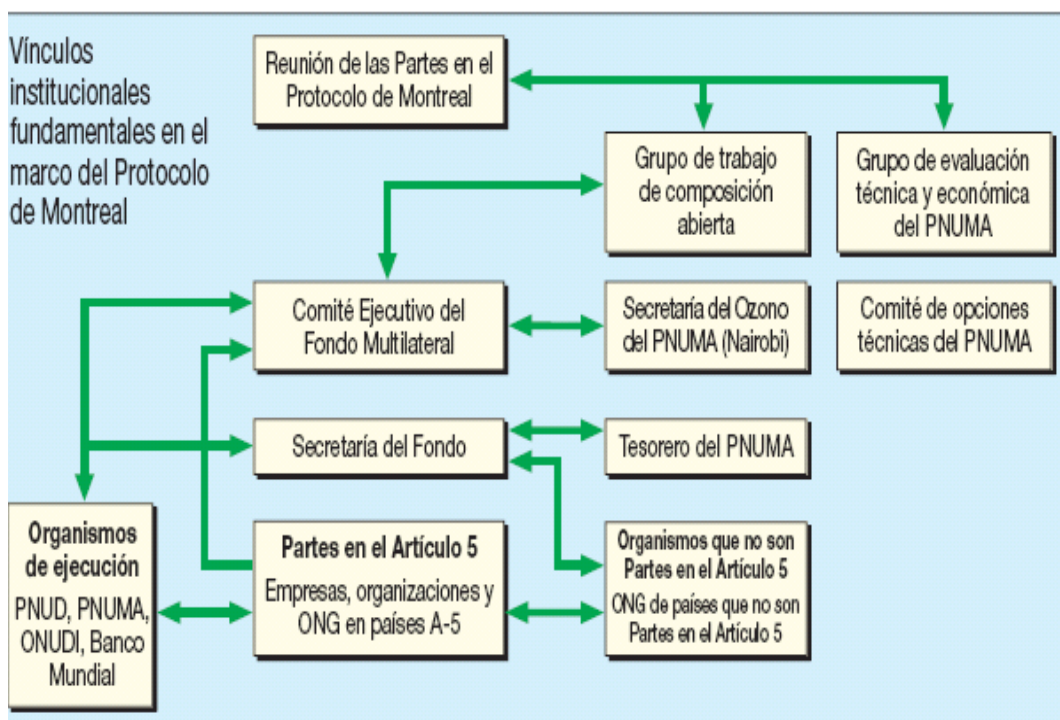 Vínculos
institucionales
fundamentales en el
marco del Protocolo
de Montreal
Reunión de las Partes en el
Protocolo de Montreal
Grupo de trabajo
de composición
abierta
Grupo de evaluación
técnica y económica
del PNUMA
Comité Ejecutivo del
Fondo Multilateral
Secretaría del Ozono
del PNUMA (Nairobi)
Comité de opciones
técnicas del PNUMA
Secretaría del Fondo
Tesorero del PNUMA
Organismos
de ejecución
PNUD, PNUMA,
ONUDI, Banco
Mundial
Partes en el Artículo 5
Empresas, organizaciones y
ONG en países A-5
Organismos que no son
Partes en el Artículo 5
ONG de países que no son
Partes en el Artículo 5